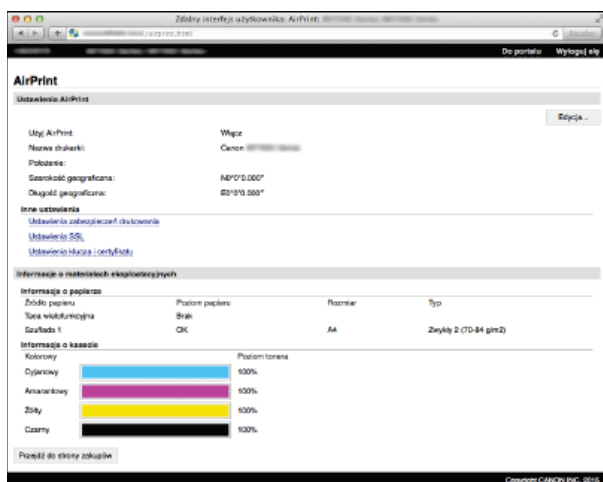 Zdalny interfejs użytkownika: AirPrint:
/airprint.html
Reader
Do portalu Wyloguj się
AirPrint
Ustawienia AirPrint
Edycja...
Użyj AirPrint: Włącz
Nazwa drukarki: Canon
Położenie:
Szerokość geograficzna: N0°0'0.000"
Długość geograficzna: E0°0'0.000"
Inne ustawienia
Ustawienia zabezpieczeń drukowania
Ustawienia SSL
Ustawienia klucza i certyfikatu
Informacje o materiałach eksploatacyjnych
Informacje o papierze
Źródło papieru Poziom papieru Rozmiar Typ
Taca wielofunkcyjna Brak
Szuflada 1 OK A4 Zwykły 2 (70-84 g/m2)
Informacje o kasecie
Kolorowy Poziom tonera
Cyjanowy 100%
Amarantowy 100%
Żółty 100%
Czarny 100%
Przejdź do strony zakupów
Copyright CANON INC. 2015